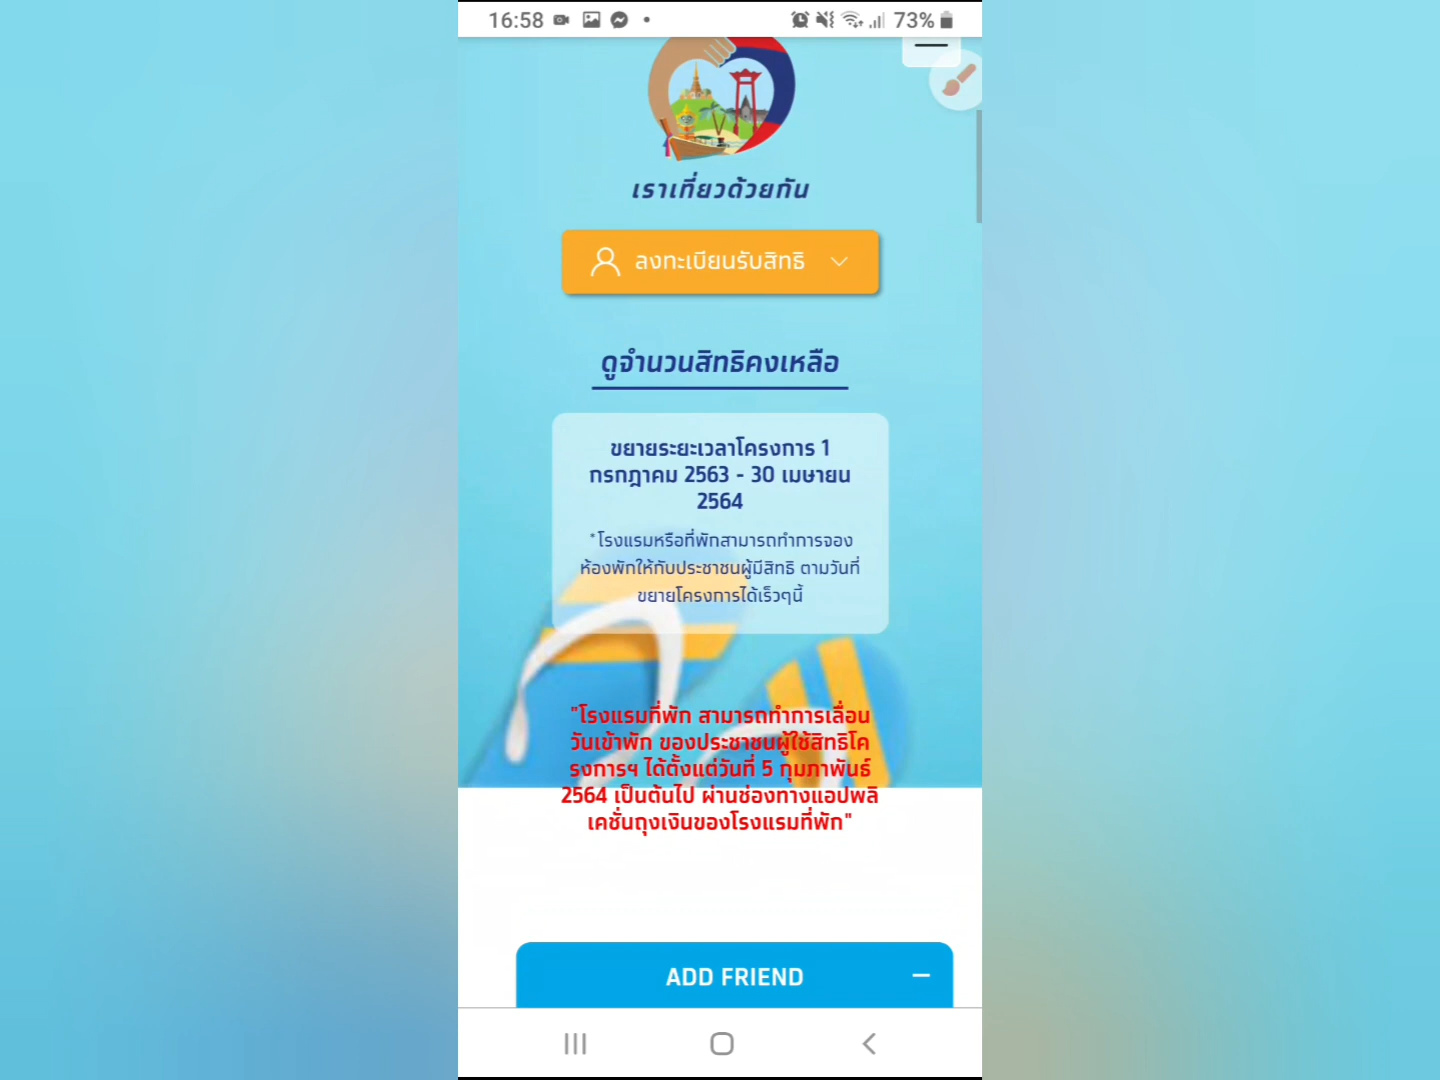 16:58
73%
เราเที่ยวด้วยกัน
ลงทะเบียนรับสิทธิ
ดูจำนวนสิทธิคงเหลือ
ขยายระยะเวลาโครงการ 1
กรกฎาคม 2563 - 30 เมษายน
2564
*โรงแรมหรือที่พักสามารถทำการจอง
ห้องพักให้กับประชาชนผู้มีสิทธิ ตามวันที่
ขยายโครงการได้เร็วๆนี้
"โรงแรมที่พัก สามารถทำการเลื่อน
วันเข้าพัก ของประชาชนผู้ใช้สิทธิโค
รงการฯ ได้ตั้งแต่วันที่ 5 กุมภาพันธ์
2564 เป็นต้นไป ผ่านช่องทางแอปพลิ
เคชั่นถุงเงินของโรงแรมที่พัก"
ADD FRIEND